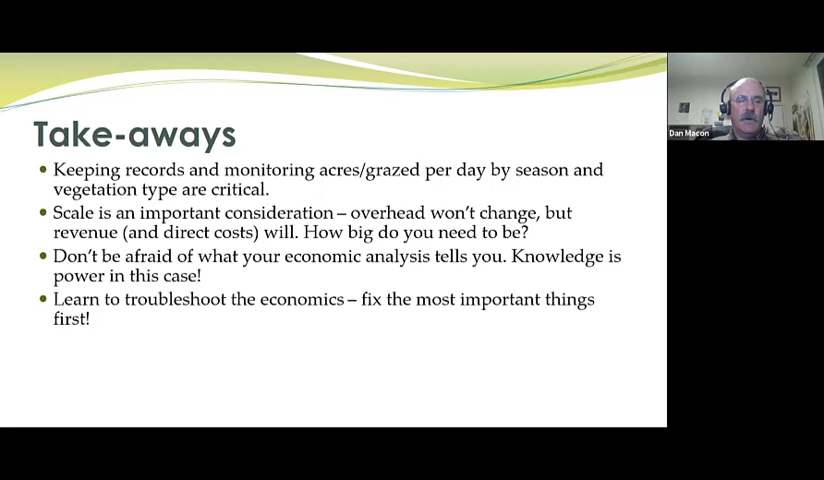 Take-aways
• Keeping records and monitoring acres/grazed per day by season and
vegetation type are critical.
• Scale is an important consideration – overhead won't change, but
revenue (and direct costs) will. How big do you need to be?
• Don't be afraid of what your economic analysis tells you. Knowledge is
power in this case!
• Learn to troubleshoot the economics – fix the most important things
first!
Dan Macon